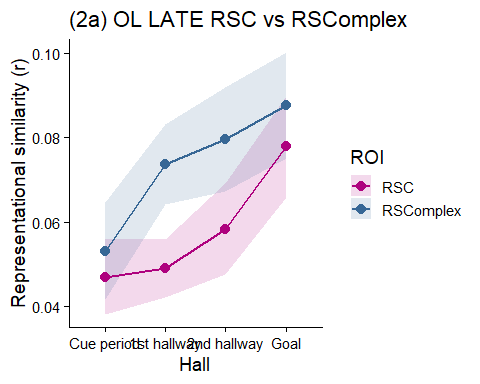 (2a) OL LATE RSC vs RSComplex
Representational similarity (r)
0.10
0.08
0.06
0.04
Cue period 1st hallway 2nd hallway Goal
Hall
ROI
RSC
RSComplex